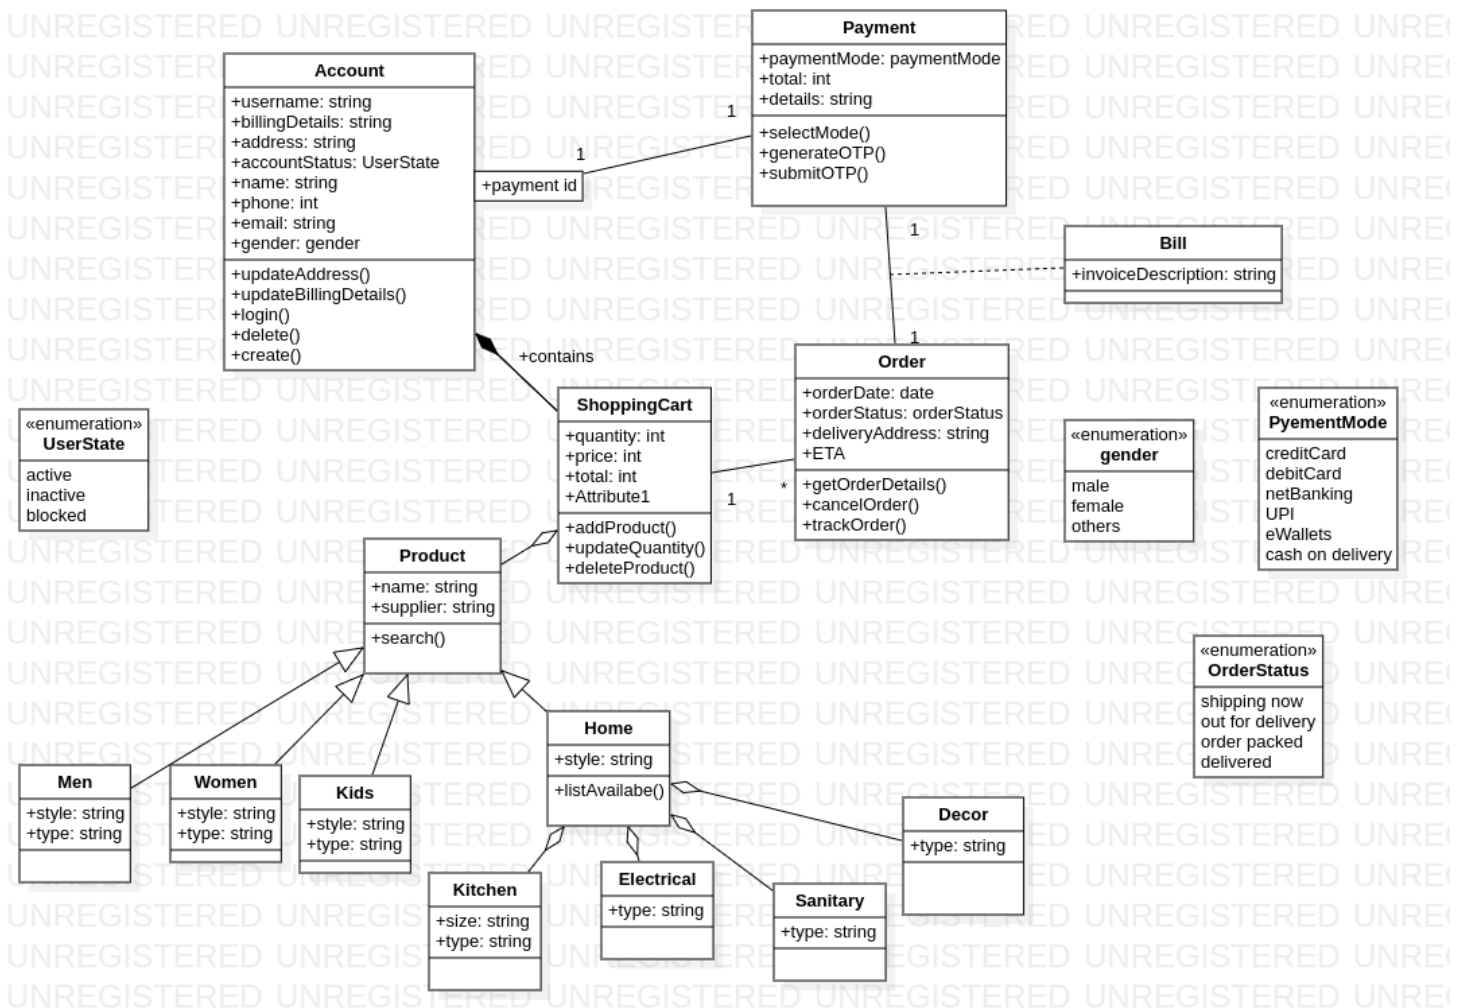 Payment
+paymentMode: paymentMode
+total: int
+details: string
+selectMode()
+generateOTP()
+submitOTP()
Account
+username: string
+billingDetails: string
+address: string
+accountStatus: UserState
+name: string
+phone: int
+email: string
+gender: gender
+updateAddress()
+updateBillingDetails()
+login()
+delete()
+create()
+payment id
1
1
1
1
Bill
+invoiceDescription: string
+contains
Order
+orderDate: date
+orderStatus: orderStatus
+deliveryAddress: string
+ETA
+getOrderDetails()
+cancelOrder()
+trackOrder()
ShoppingCart
+quantity: int
+price: int
+total: int
+Attribute1
+addProduct()
+updateQuantity()
+deleteProduct()
1
*
«enumeration»
UserState
active
inactive
blocked
«enumeration»
gender
male
female
others
«enumeration»
PyementMode
creditCard
debitCard
netBanking
UPI
eWallets
cash on delivery
Product
+name: string
+supplier: string
+search()
«enumeration»
OrderStatus
shipping now
out for delivery
order packed
delivered
Home
+style: string
+listAvailabe()
Men
+style: string
+type: string
Women
+style: string
+type: string
Kids
+style: string
+type: string
Decor
+type: string
Kitchen
+size: string
+type: string
Electrical
+type: string
Sanitary
+type: string
UNREGISTERED